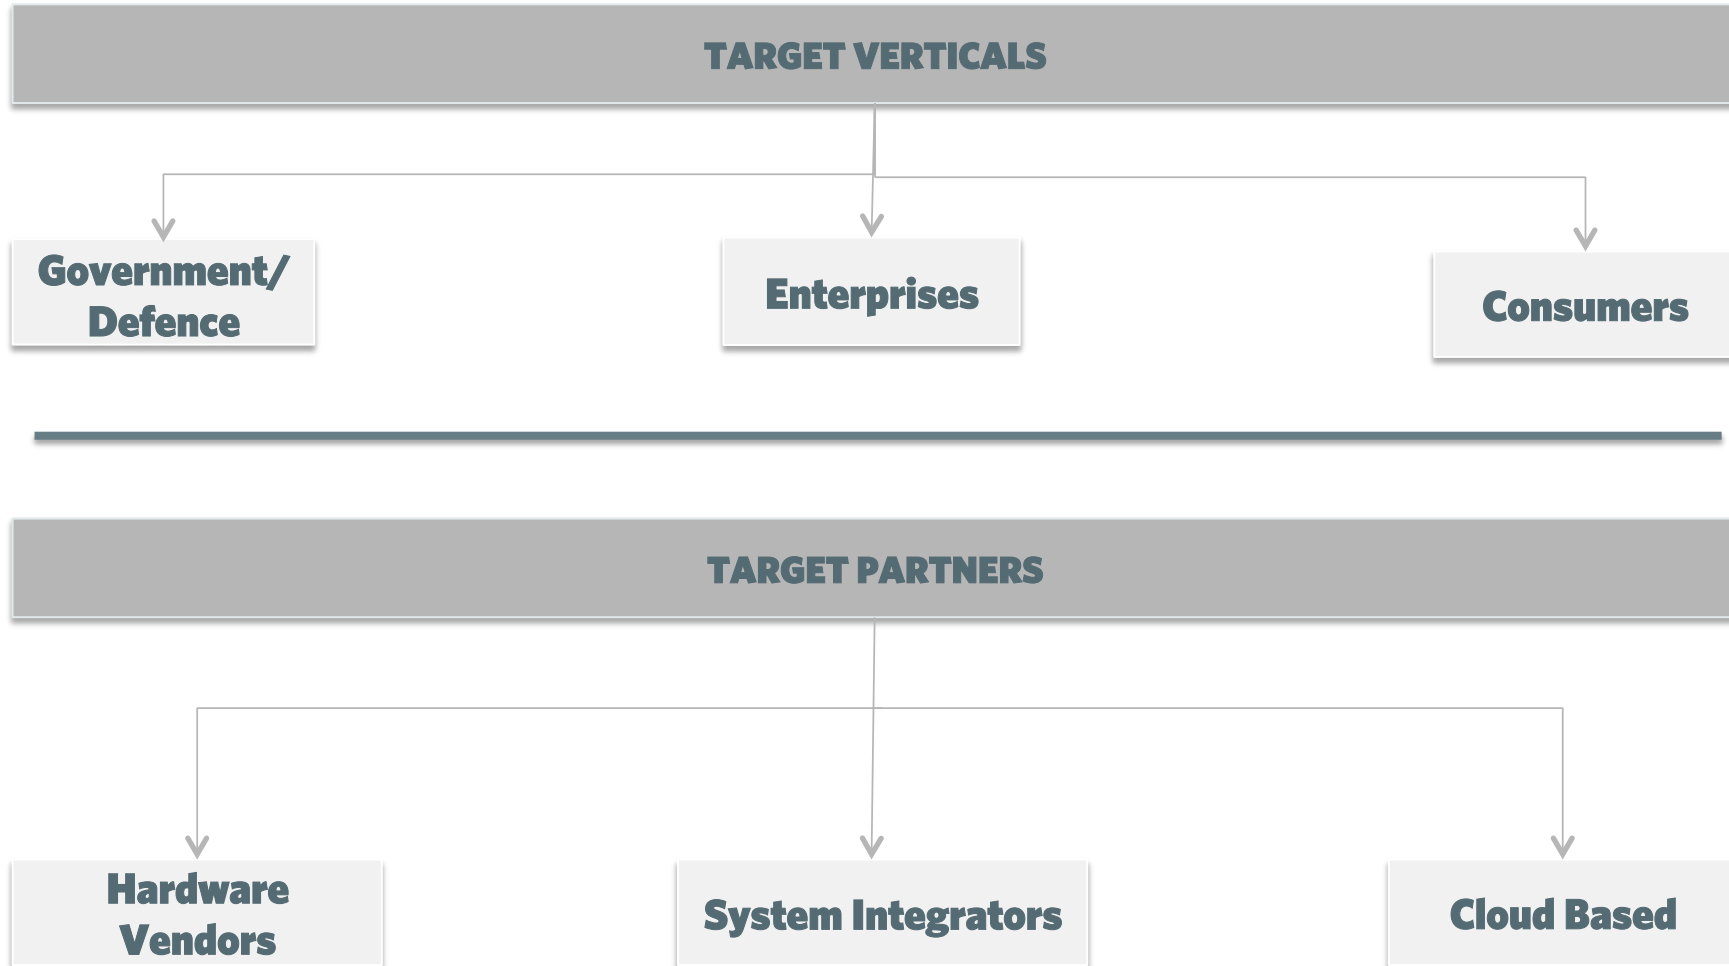 TARGET VERTICALS
Government/
Defence
Enterprises
Consumers
TARGET PARTNERS
Hardware
Vendors
System Integrators
Cloud Based